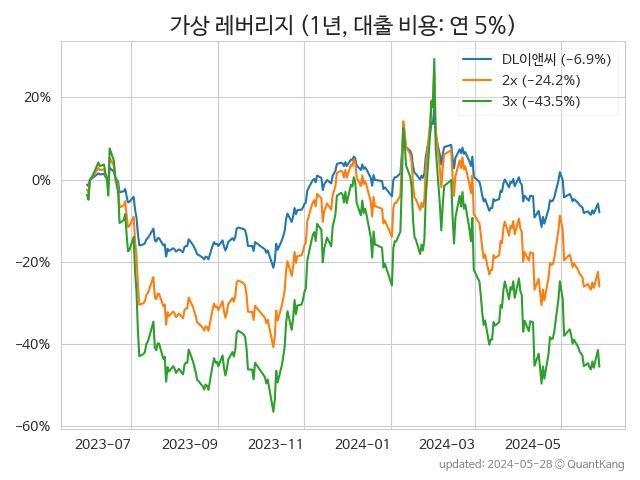 가상 레버리지 (1년, 대출 비용: 연 5%)
DL이앤씨 (−6.9%)
2x (−24.2%)
3x (−43.5%)
20%
0%
−20%
−40%
−60%
2023-07 2023-09 2023-11 2024-01 2024-03 2024-05
updated: 2024-05-28 © QuantKang